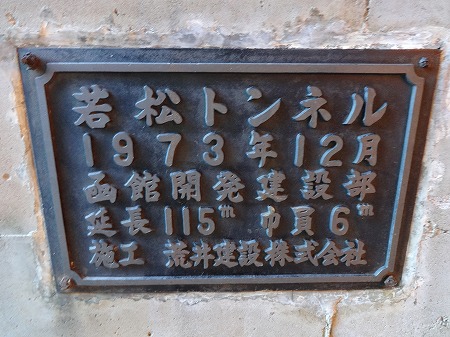 若松トンネル
1973年12月
函館開発建設部
延長115m 巾員6m
施工 荒井建設株式会社